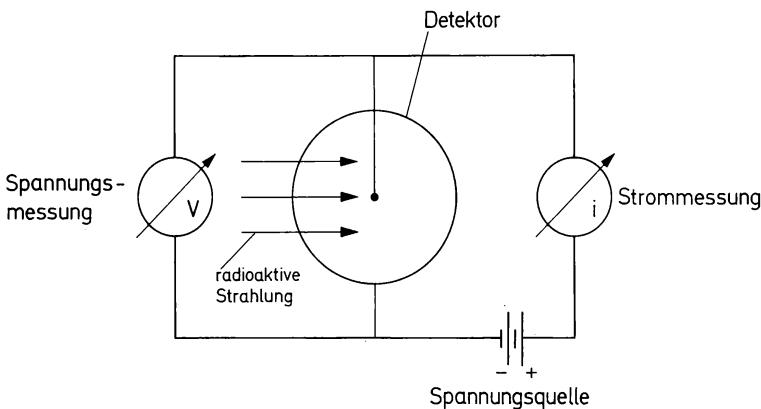 Detektor
Spannungs-
messung
V
radioaktive
Strahlung
i
Strommessung
- +
Spannungsquelle